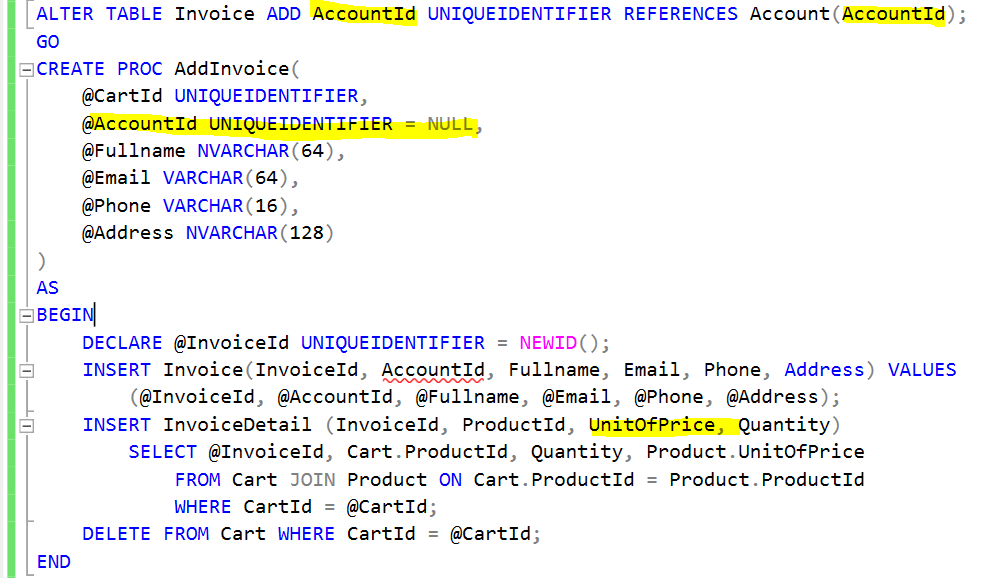 ALTER TABLE Invoice ADD AccountId UNIQUEIDENTIFIER REFERENCES Account(AccountId);
GO
CREATE PROC AddInvoice(
    @CartId UNIQUEIDENTIFIER,
    @AccountId UNIQUEIDENTIFIER = NULL,
    @Fullname NVARCHAR(64),
    @Email VARCHAR(64),
    @Phone VARCHAR(16),
    @Address NVARCHAR(128)
)
AS
BEGIN
    DECLARE @InvoiceId UNIQUEIDENTIFIER = NEWID();
    INSERT Invoice(InvoiceId, AccountId, Fullname, Email, Phone, Address) VALUES
        (@InvoiceId, @AccountId, @Fullname, @Email, @Phone, @Address);
    INSERT InvoiceDetail (InvoiceId, ProductId, UnitOfPrice, Quantity)
        SELECT @InvoiceId, Cart.ProductId, Quantity, Product.UnitOfPrice
            FROM Cart JOIN Product ON Cart.ProductId = Product.ProductId
            WHERE CartId = @CartId;
    DELETE FROM Cart WHERE CartId = @CartId;
END